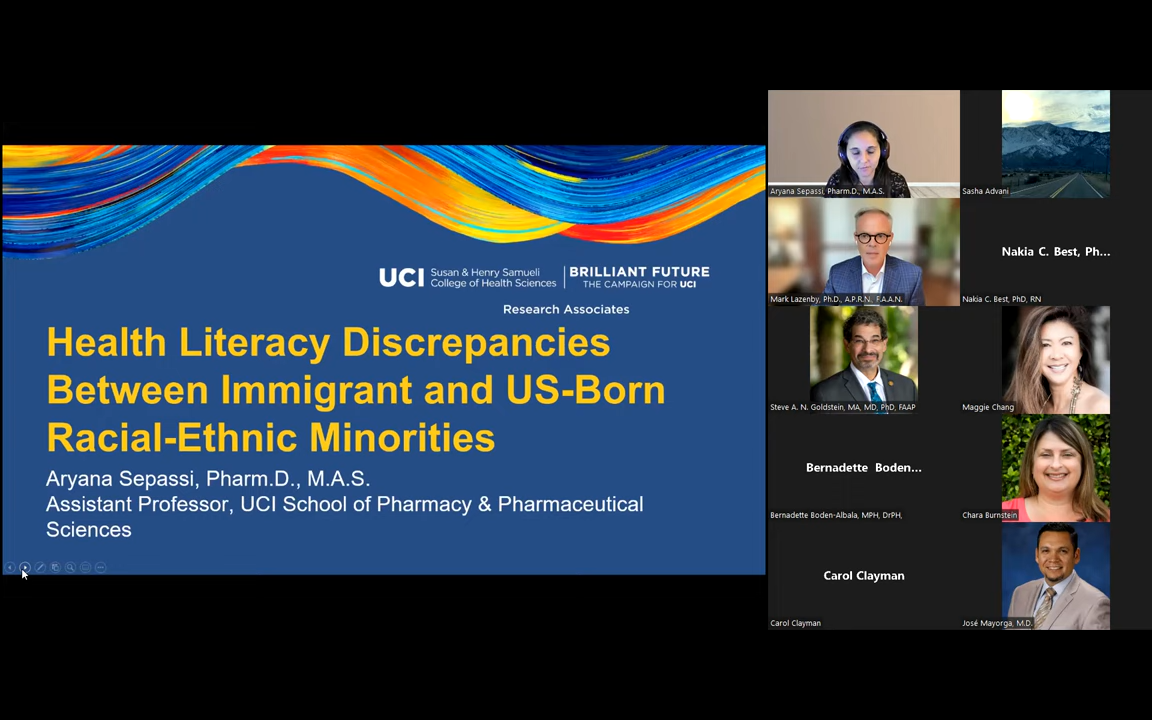 UCI Susan & Henry Samueli College of Health Sciences
BRILLIANT FUTURE
THE CAMPAIGN FOR UCI
Research Associates
Health Literacy Discrepancies
Between Immigrant and US-Born
Racial-Ethnic Minorities
Aryana Sepassi, Pharm.D., M.A.S.
Assistant Professor, UCI School of Pharmacy & Pharmaceutical
Sciences
Aryana Sepassi, Pharm.D., M.A.S.
Sasha Advani
Mark Lazenby, Ph.D., A.P.R.N., F.A.A.N.
Nakia C. Best, Ph...
Nakia C. Best, PhD, RN
Steve A. N. Goldstein, MA, MD, PhD, FAAP
Maggie Chang
Bernadette Boden...
Bernadette Boden-Albala, MPH, DrPH,
Chara Burnstein
Carol Clayman
Carol Clayman
José Mayorga, M.D.